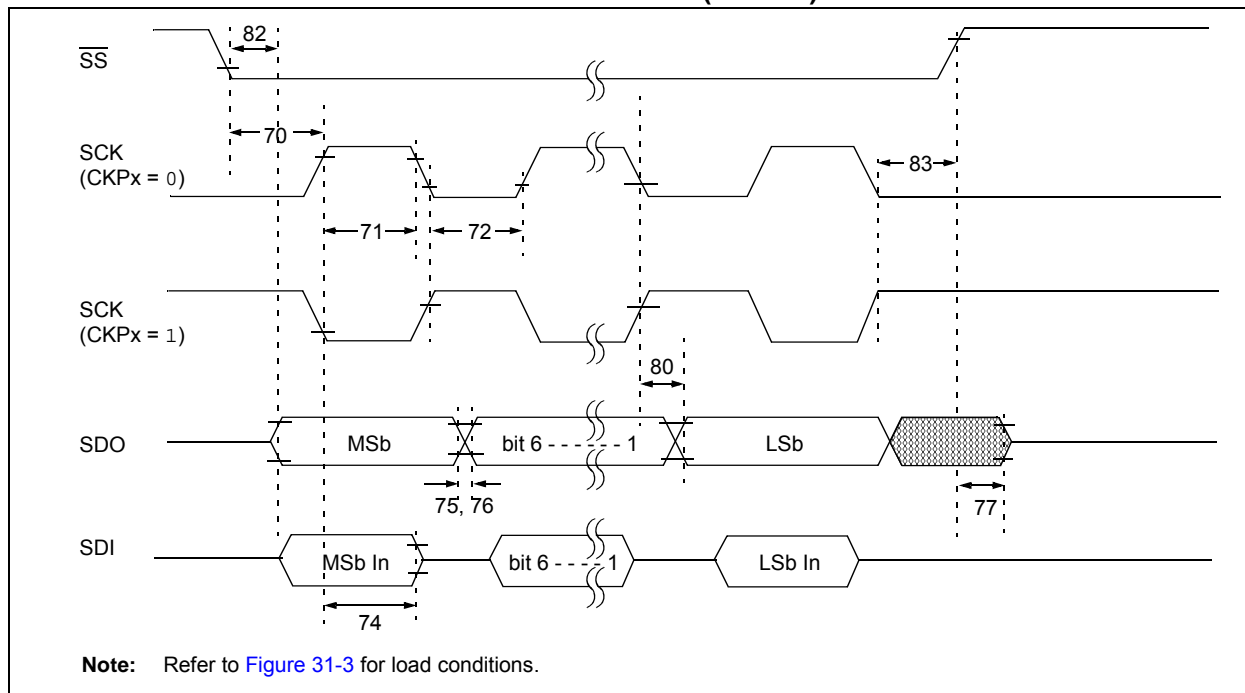 82
SS
70
SCK
(CKPx = 0)
83
71
72
SCK
(CKPx = 1)
80
SDO
MSb
bit 6 - - - - - - 1
LSb
75, 76
77
SDI
MSb In
bit 6 - - - - 1
LSb In
74
Note: Refer to Figure 31-3 for load conditions.